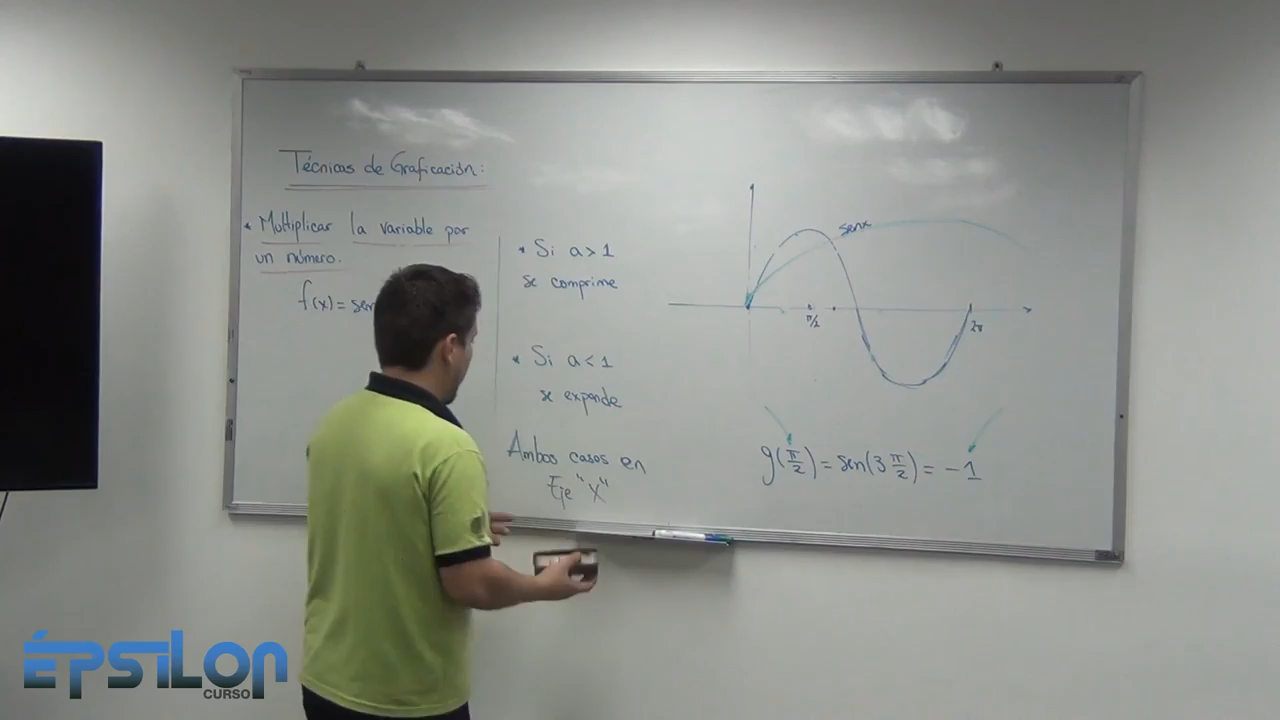 Técnicas de Graficación:
* Multiplicar la variable por
un número.
f(x)= sen
* Si a > 1
se comprime
* Si a < 1
se expande
Ambos casos en
Eje "X"
senx
π/2
2π
g(π/2) = sen(3 π/2) = -1
ÉPSILON
CURSO